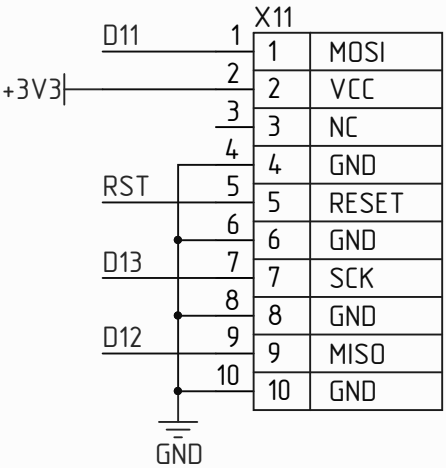 X11
D11 1 1 MOSI
+3V3 2 2 VCC
3 3 NC
4 4 GND
RST 5 5 RESET
6 6 GND
D13 7 7 SCK
8 8 GND
D12 9 9 MISO
10 10 GND
GND